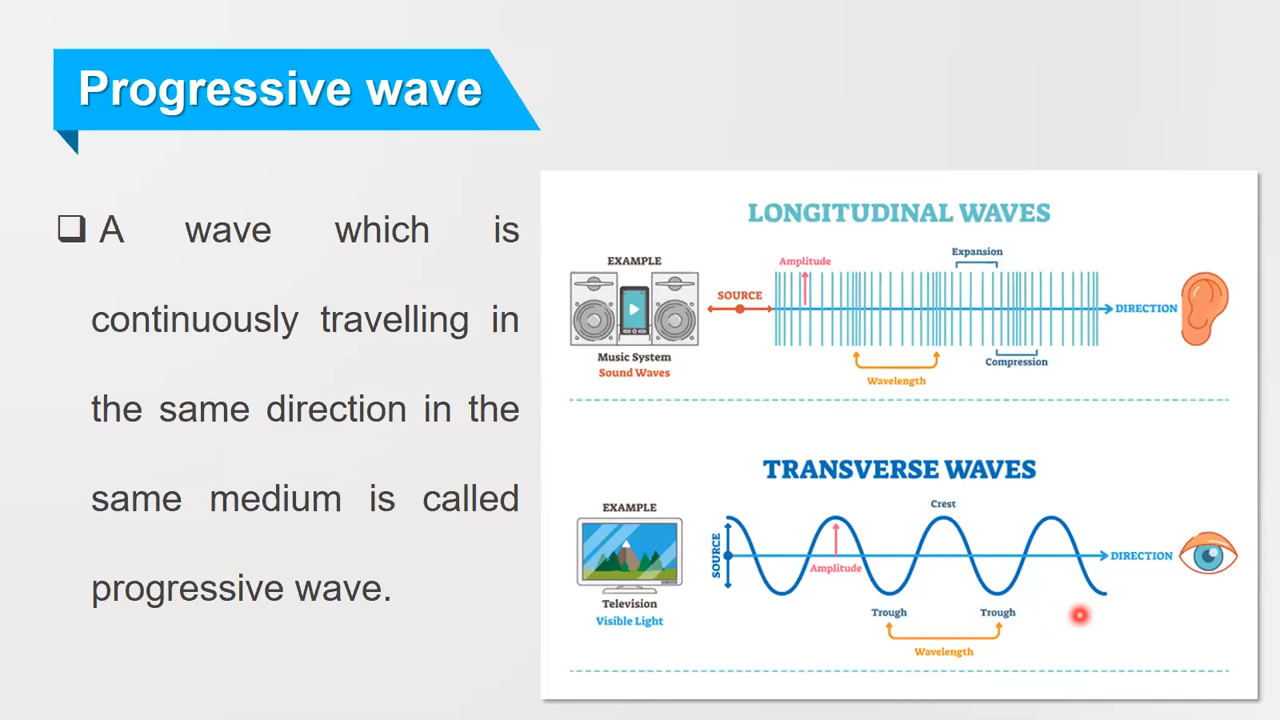 Progressive wave
A wave which is
continuously travelling in
the same direction in the
same medium is called
progressive wave.
LONGITUDINAL WAVES
EXAMPLE
Music System
Sound Waves
SOURCE
Amplitude
Expansion
DIRECTION
Compression
Wavelength
TRANSVERSE WAVES
EXAMPLE
Television
Visible Light
SOURCE
Amplitude
Crest
DIRECTION
Trough
Trough
Wavelength